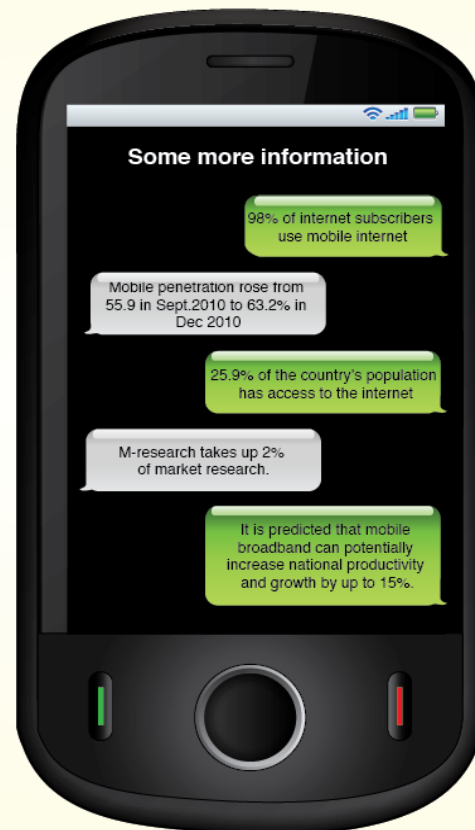 Some more information
98% of internet subscribers
use mobile internet
Mobile penetration rose from
55.9 in Sept.2010 to 63.2% in
Dec 2010
25.9% of the country's population
has access to the internet
M-research takes up 2%
of market research.
It is predicted that mobile
broadband can potentially
increase national productivity
and growth by up to 15%.